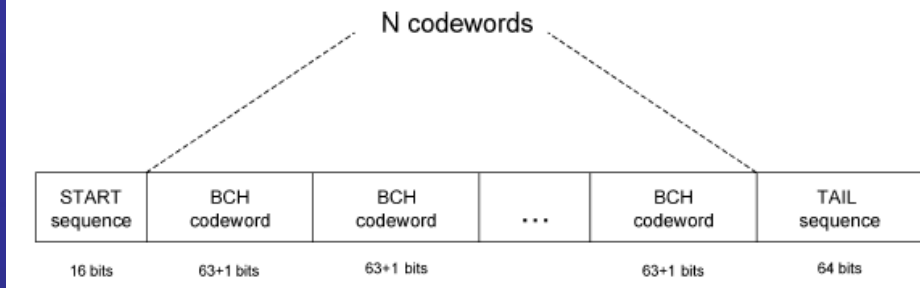 N codewords
START
sequence
BCH
codeword
BCH
codeword
...
BCH
codeword
TAIL
sequence
16 bits
63+1 bits
63+1 bits
63+1 bits
64 bits